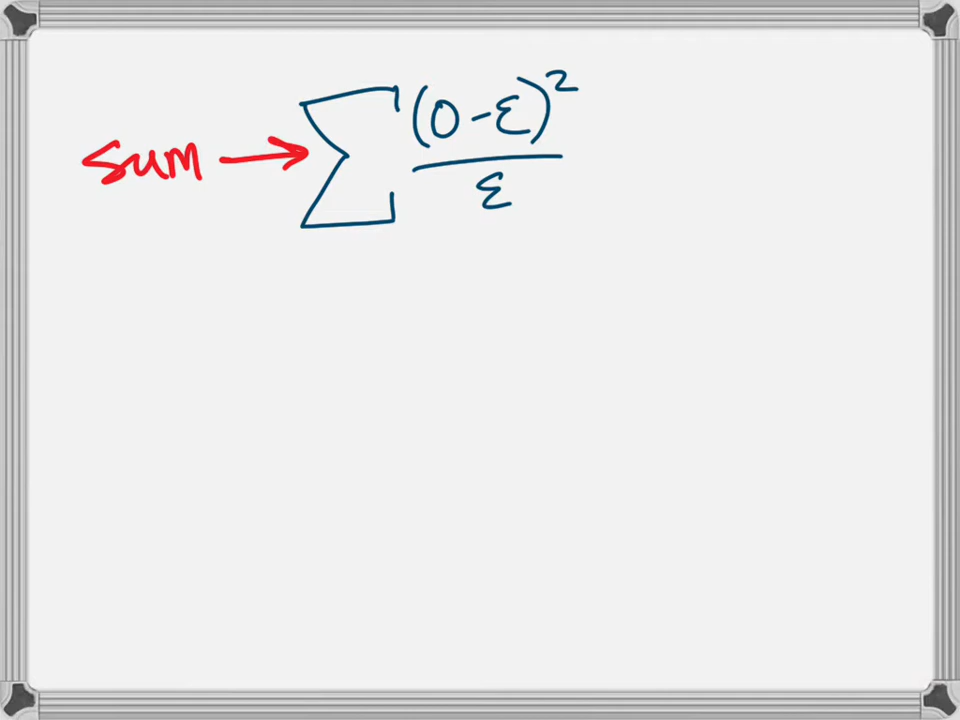 sum → Σ (O-E)²
E